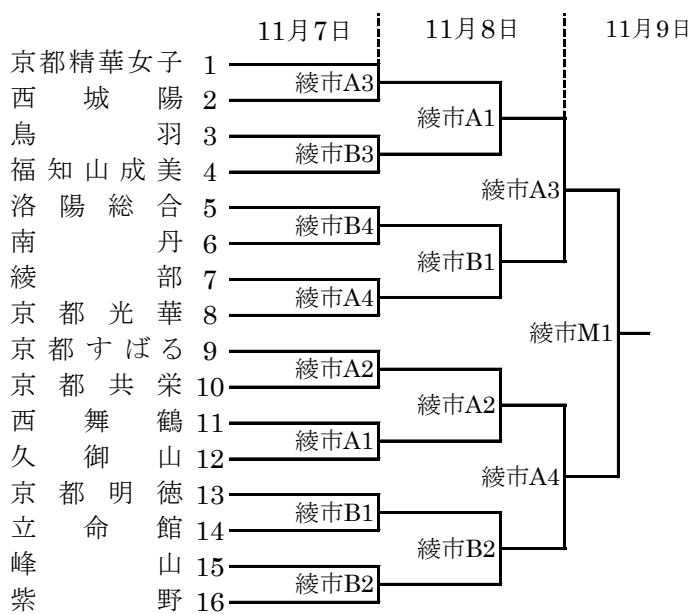 11月7日 11月8日 11月9日
京都精華女子 1
綾市A3
西城陽 2
綾市A1
鳥羽 3
綾市B3
福知山成美 4
綾市A3
洛陽総合 5
綾市B4
南丹 6
綾市B1
綾部 7
綾市A4
京都光華 8
綾市M1
京都すばる 9
綾市A2
京都共栄 10
綾市A2
西舞鶴 11
綾市A1
久御山 12
綾市A4
京都明徳 13
綾市B1
立命館 14
綾市B2
峰山 15
綾市B2
紫野 16